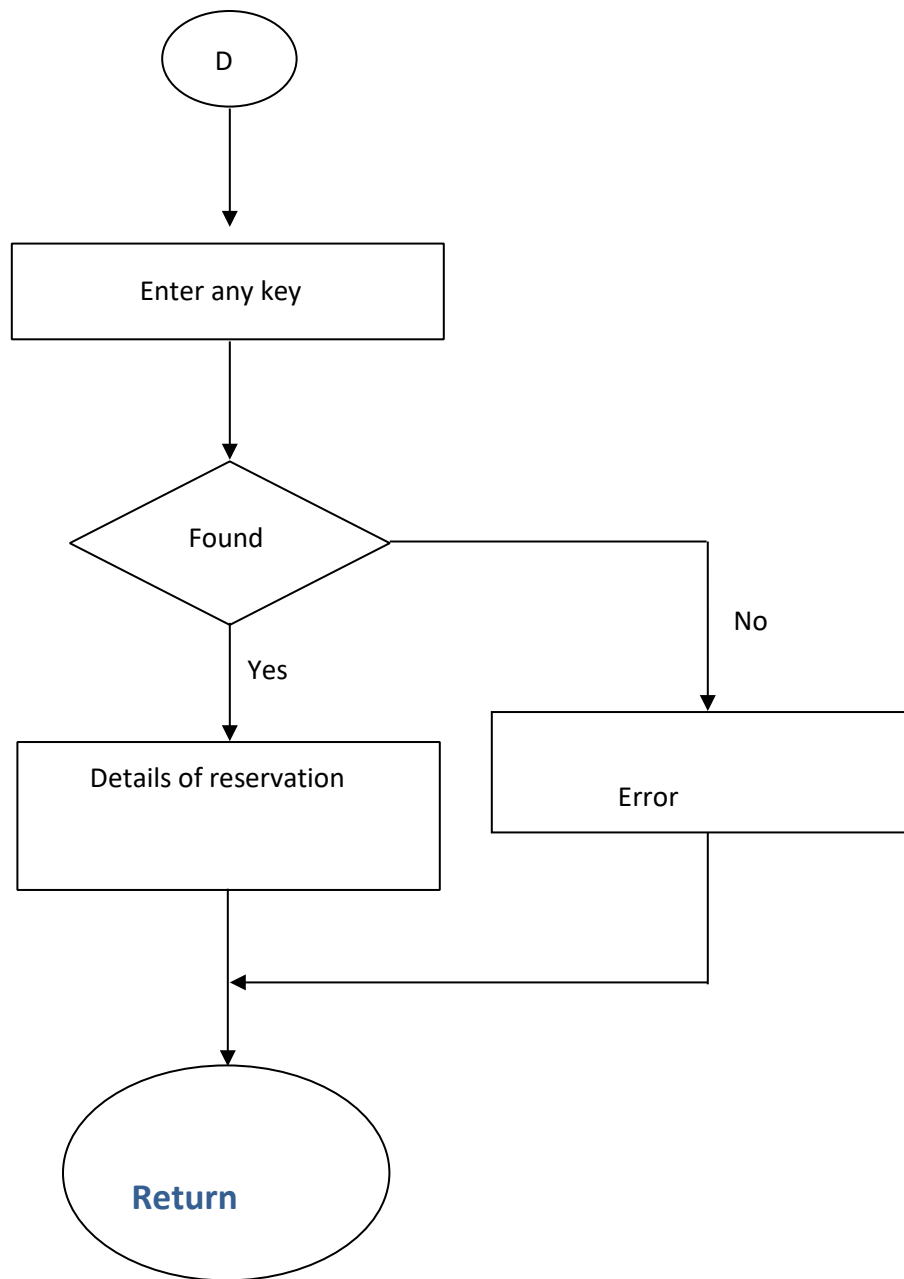 D
Enter any key
Found
No
Yes
Details of reservation
Error
Return